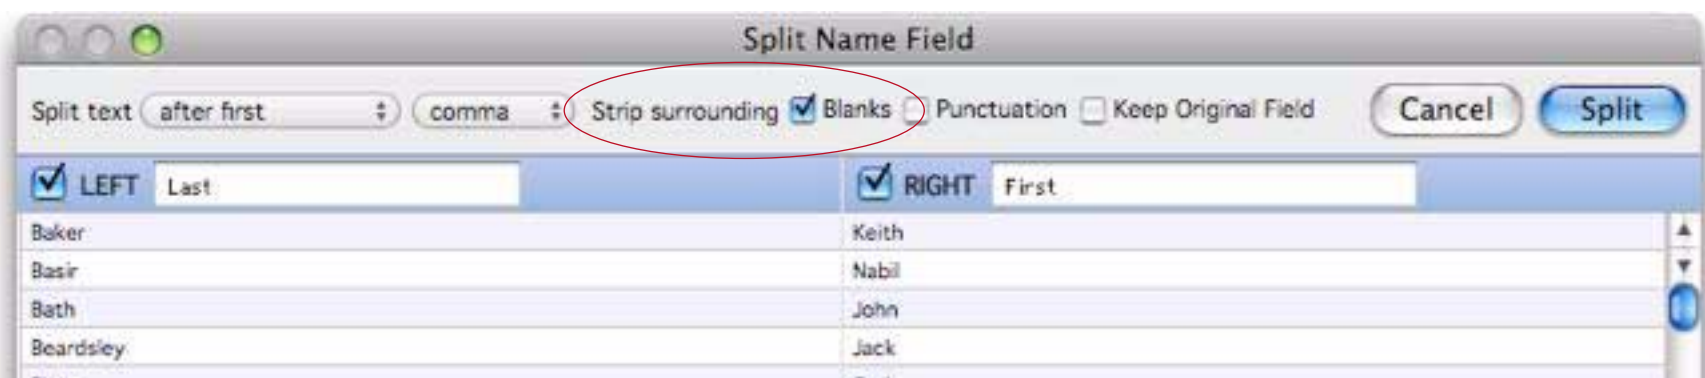 Split Name Field
Split text after first comma Strip surrounding Blanks Punctuation Keep Original Field Cancel Split
LEFT Last RIGHT First
Baker Keith
Basir Nabil
Bath John
Beardsley Jack